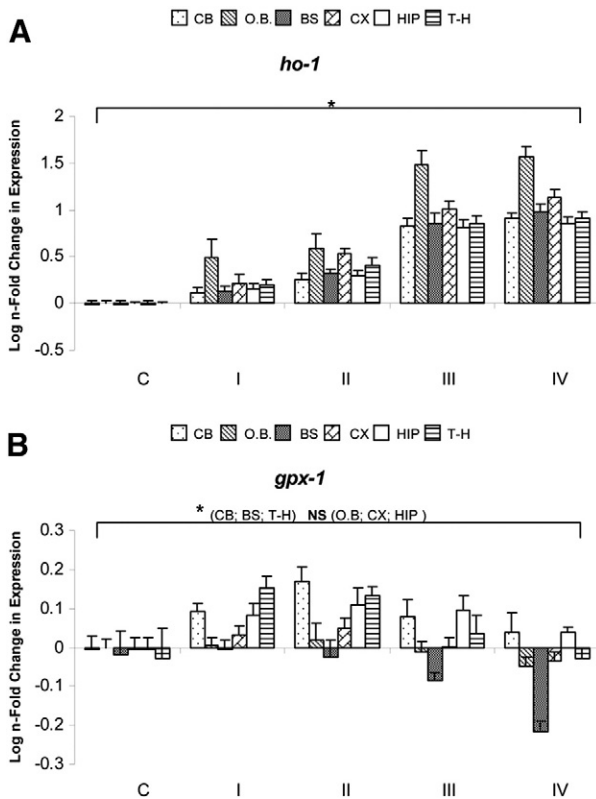 A
CB O.B. BS CX HIP T-H
ho-1
*
Log n-Fold Change in Expression
2
1.5
1
0.5
0
-0.5
C I II III IV
CB O.B. BS CX HIP T-H
B
gpx-1
* (CB; BS; T-H) NS (O.B; CX; HIP )
Log n-Fold Change in Expression
0.3
0.2
0.1
0
-0.1
-0.2
-0.3
C I II III IV